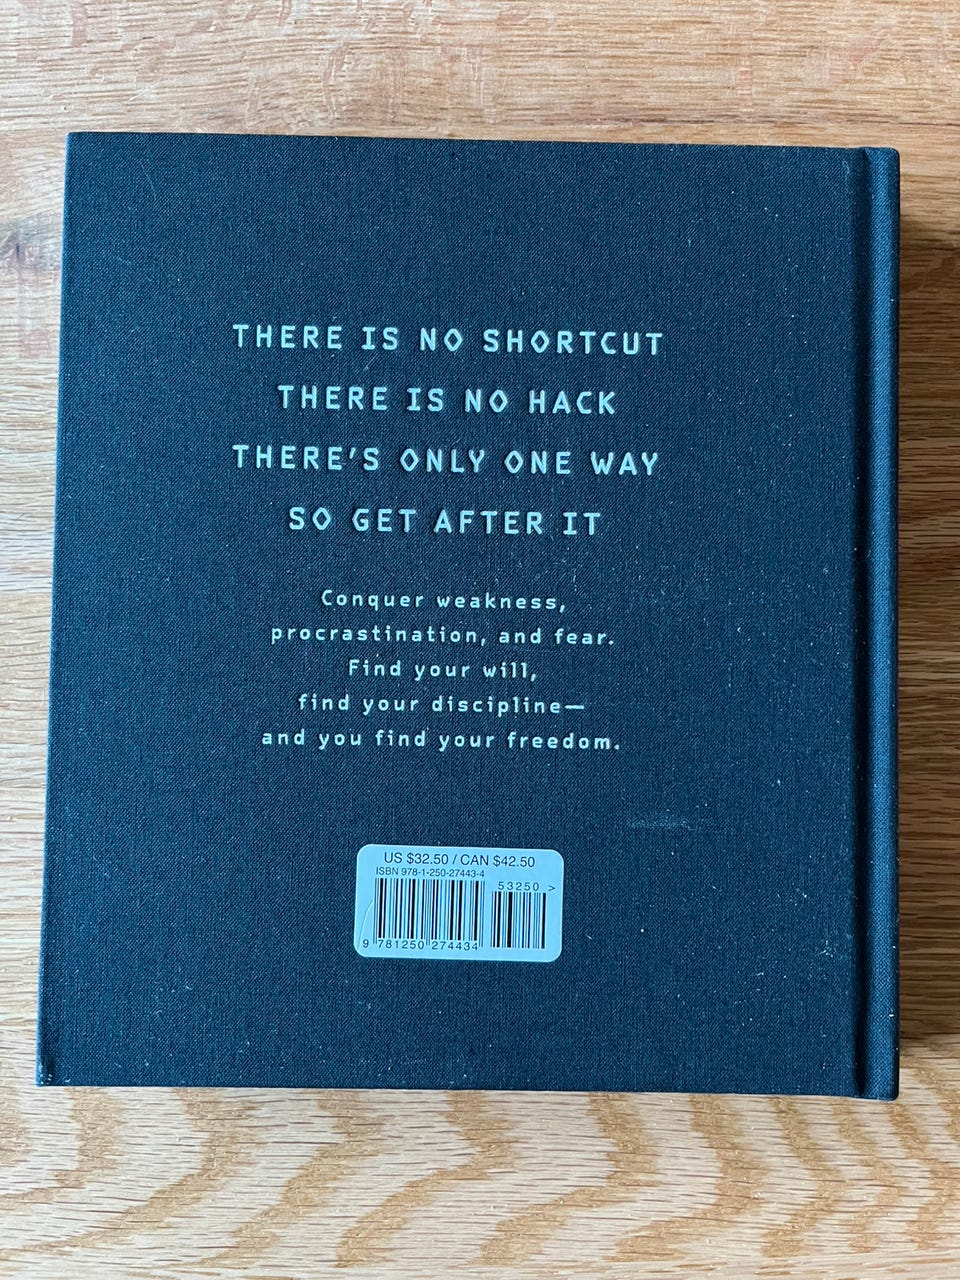 THERE IS NO SHORTCUT
THERE IS NO HACK
THERE'S ONLY ONE WAY
SO GET AFTER IT
Conquer weakness,
procrastination, and fear.
Find your will,
find your discipline—
and you find your freedom.
US $32.50 / CAN $42.50
ISBN 978-1-250-27443-4
53250 >
9 781250 274434